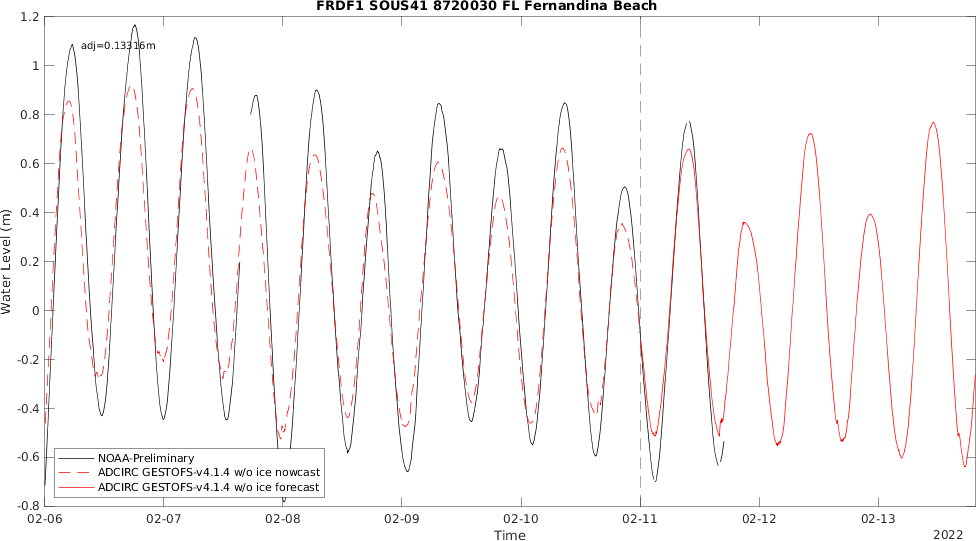 FRDF1 SOUS41 8720030 FL Fernandina Beach
1.2
1
0.8
0.6
0.4
0.2
0
-0.2
-0.4
-0.6
-0.8
Water Level (m)
adj=0.13316m
NOAA-Preliminary
ADCIRC GESTOFS-v4.1.4 w/o ice nowcast
ADCIRC GESTOFS-v4.1.4 w/o ice forecast
02-06 02-07 02-08 02-09 02-10 02-11 02-12 02-13
Time
2022